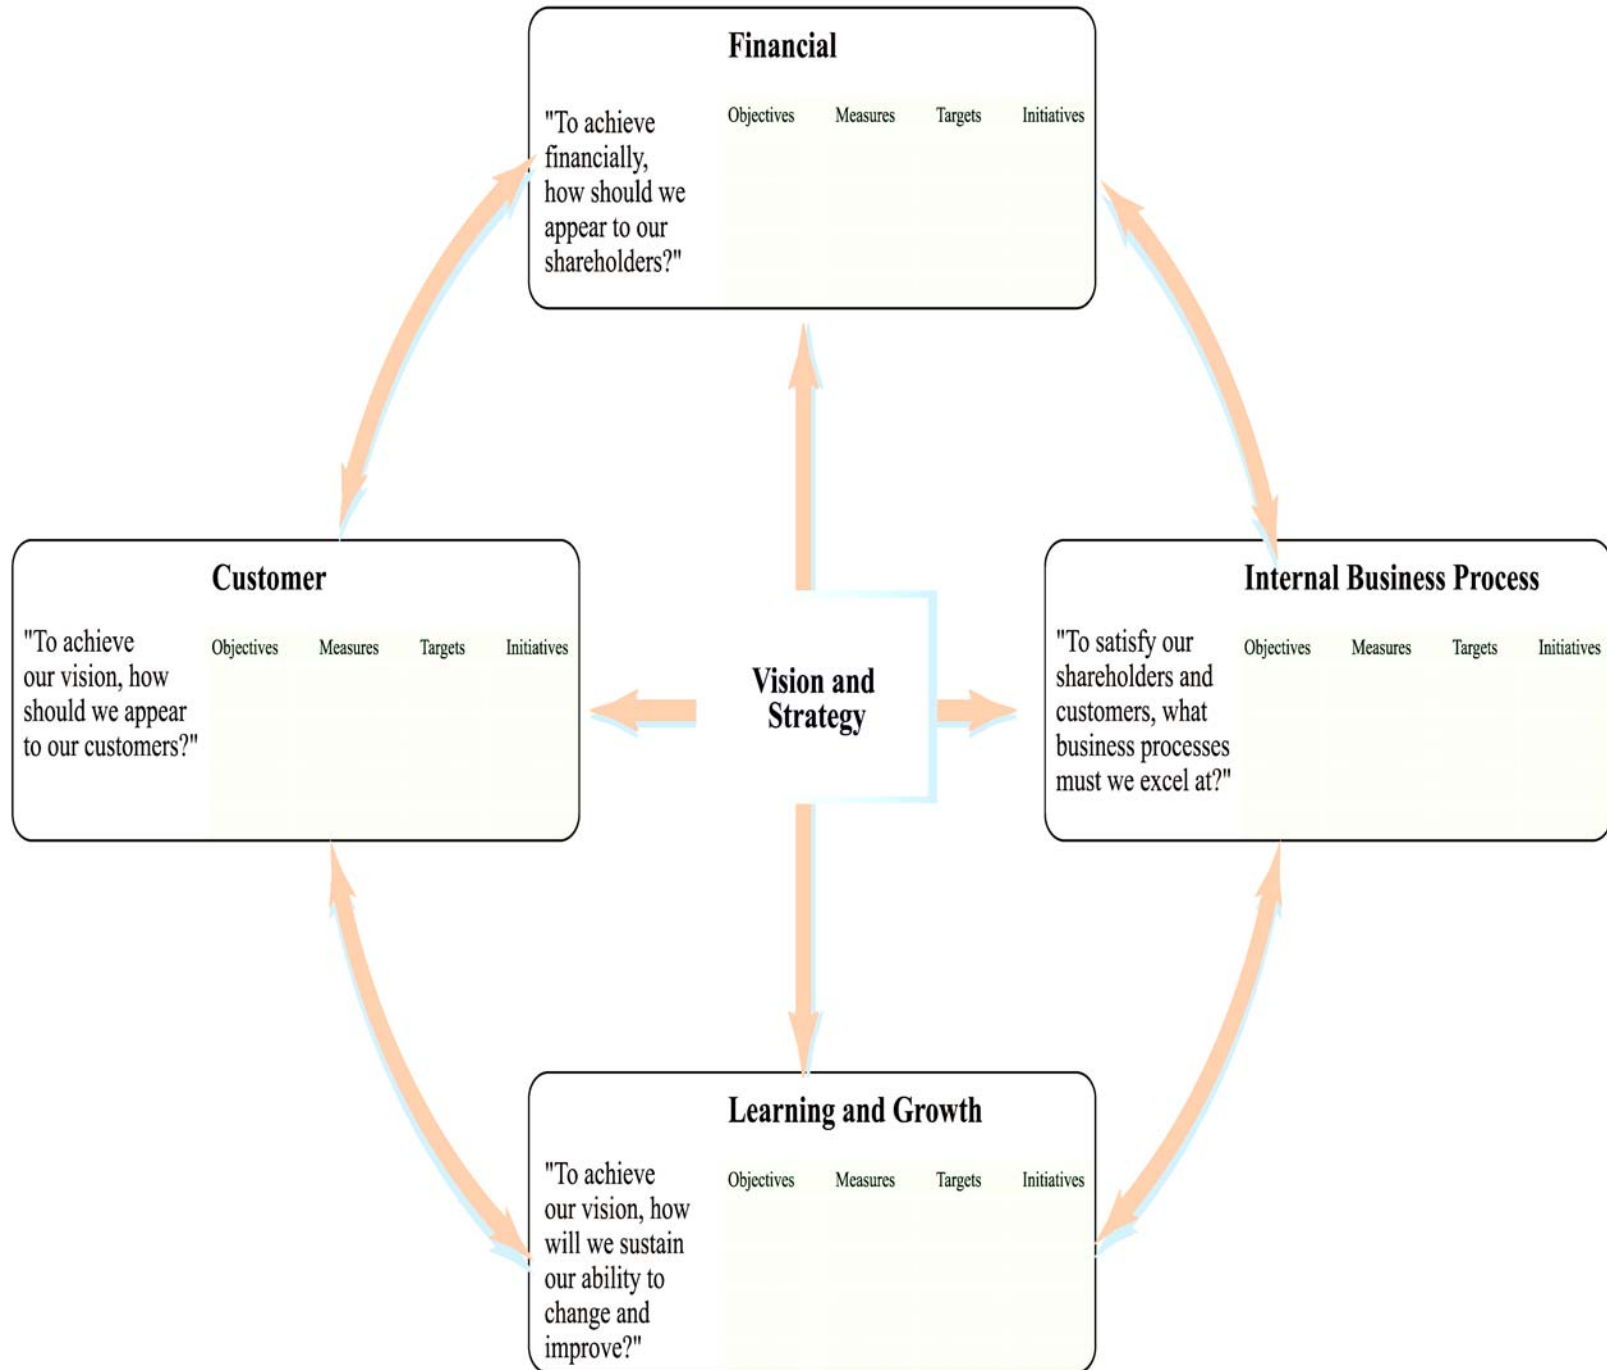 Financial
"To achieve
financially,
how should we
appear to our
shareholders?"
Objectives Measures Targets Initiatives
Customer
"To achieve
our vision, how
should we appear
to our customers?"
Objectives Measures Targets Initiatives
Vision and
Strategy
Internal Business Process
"To satisfy our
shareholders and
customers, what
business processes
must we excel at?"
Objectives Measures Targets Initiatives
Learning and Growth
"To achieve
our vision, how
will we sustain
our ability to
change and
improve?"
Objectives Measures Targets Initiatives